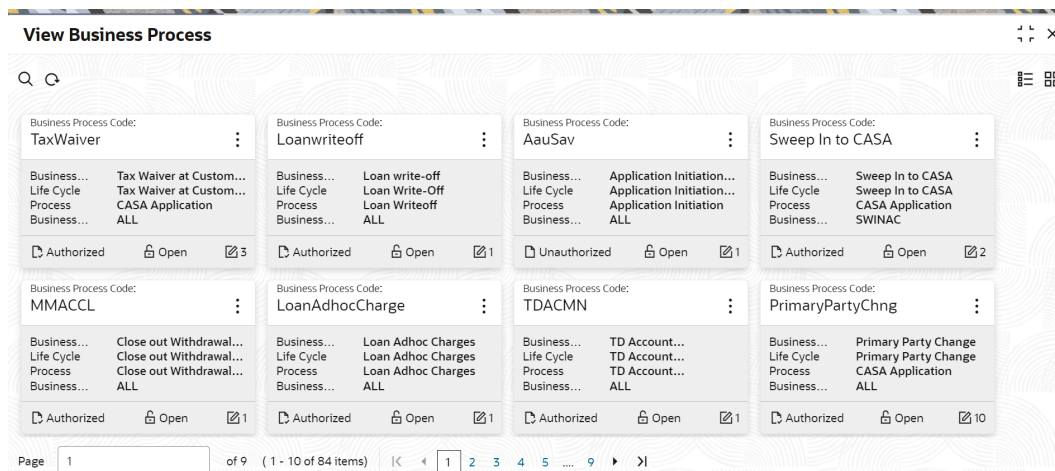 View Business Process
Business Process Code:
TaxWaiver
Business... Tax Waiver at Custom...
Life Cycle Tax Waiver at Custom...
Process CASA Application
Business... ALL
Authorized Open 3
Business Process Code:
Loanwriteoff
Business... Loan write-off
Life Cycle Loan Write-Off
Process Loan Writeoff
Business... ALL
Authorized Open 1
Business Process Code:
AauSav
Business... Application Initiation...
Life Cycle Application Initiation...
Process Application Initiation
Business... ALL
Unauthorized Open 1
Business Process Code:
Sweep In to CASA
Business... Sweep In to CASA
Life Cycle Sweep In to CASA
Process CASA Application
Business... SWINAC
Authorized Open 2
Business Process Code:
MMACCL
Business... Close out Withdrawal...
Life Cycle Close out Withdrawal...
Process Close out Withdrawal...
Business... ALL
Authorized Open 1
Business Process Code:
LoanAdhocCharge
Business... Loan Adhoc Charges
Life Cycle Loan Adhoc Charges
Process Loan Adhoc Charges
Business... ALL
Authorized Open 1
Business Process Code:
TDACMN
Business... TD Account...
Life Cycle TD Account...
Process TD Account...
Business... ALL
Authorized Open 1
Business Process Code:
PrimaryPartyChng
Business... Primary Party Change
Life Cycle Primary Party Change
Process CASA Application
Business... ALL
Authorized Open 10
Page 1 of 9 (1 - 10 of 84 items) 1 2 3 4 5 .... 9